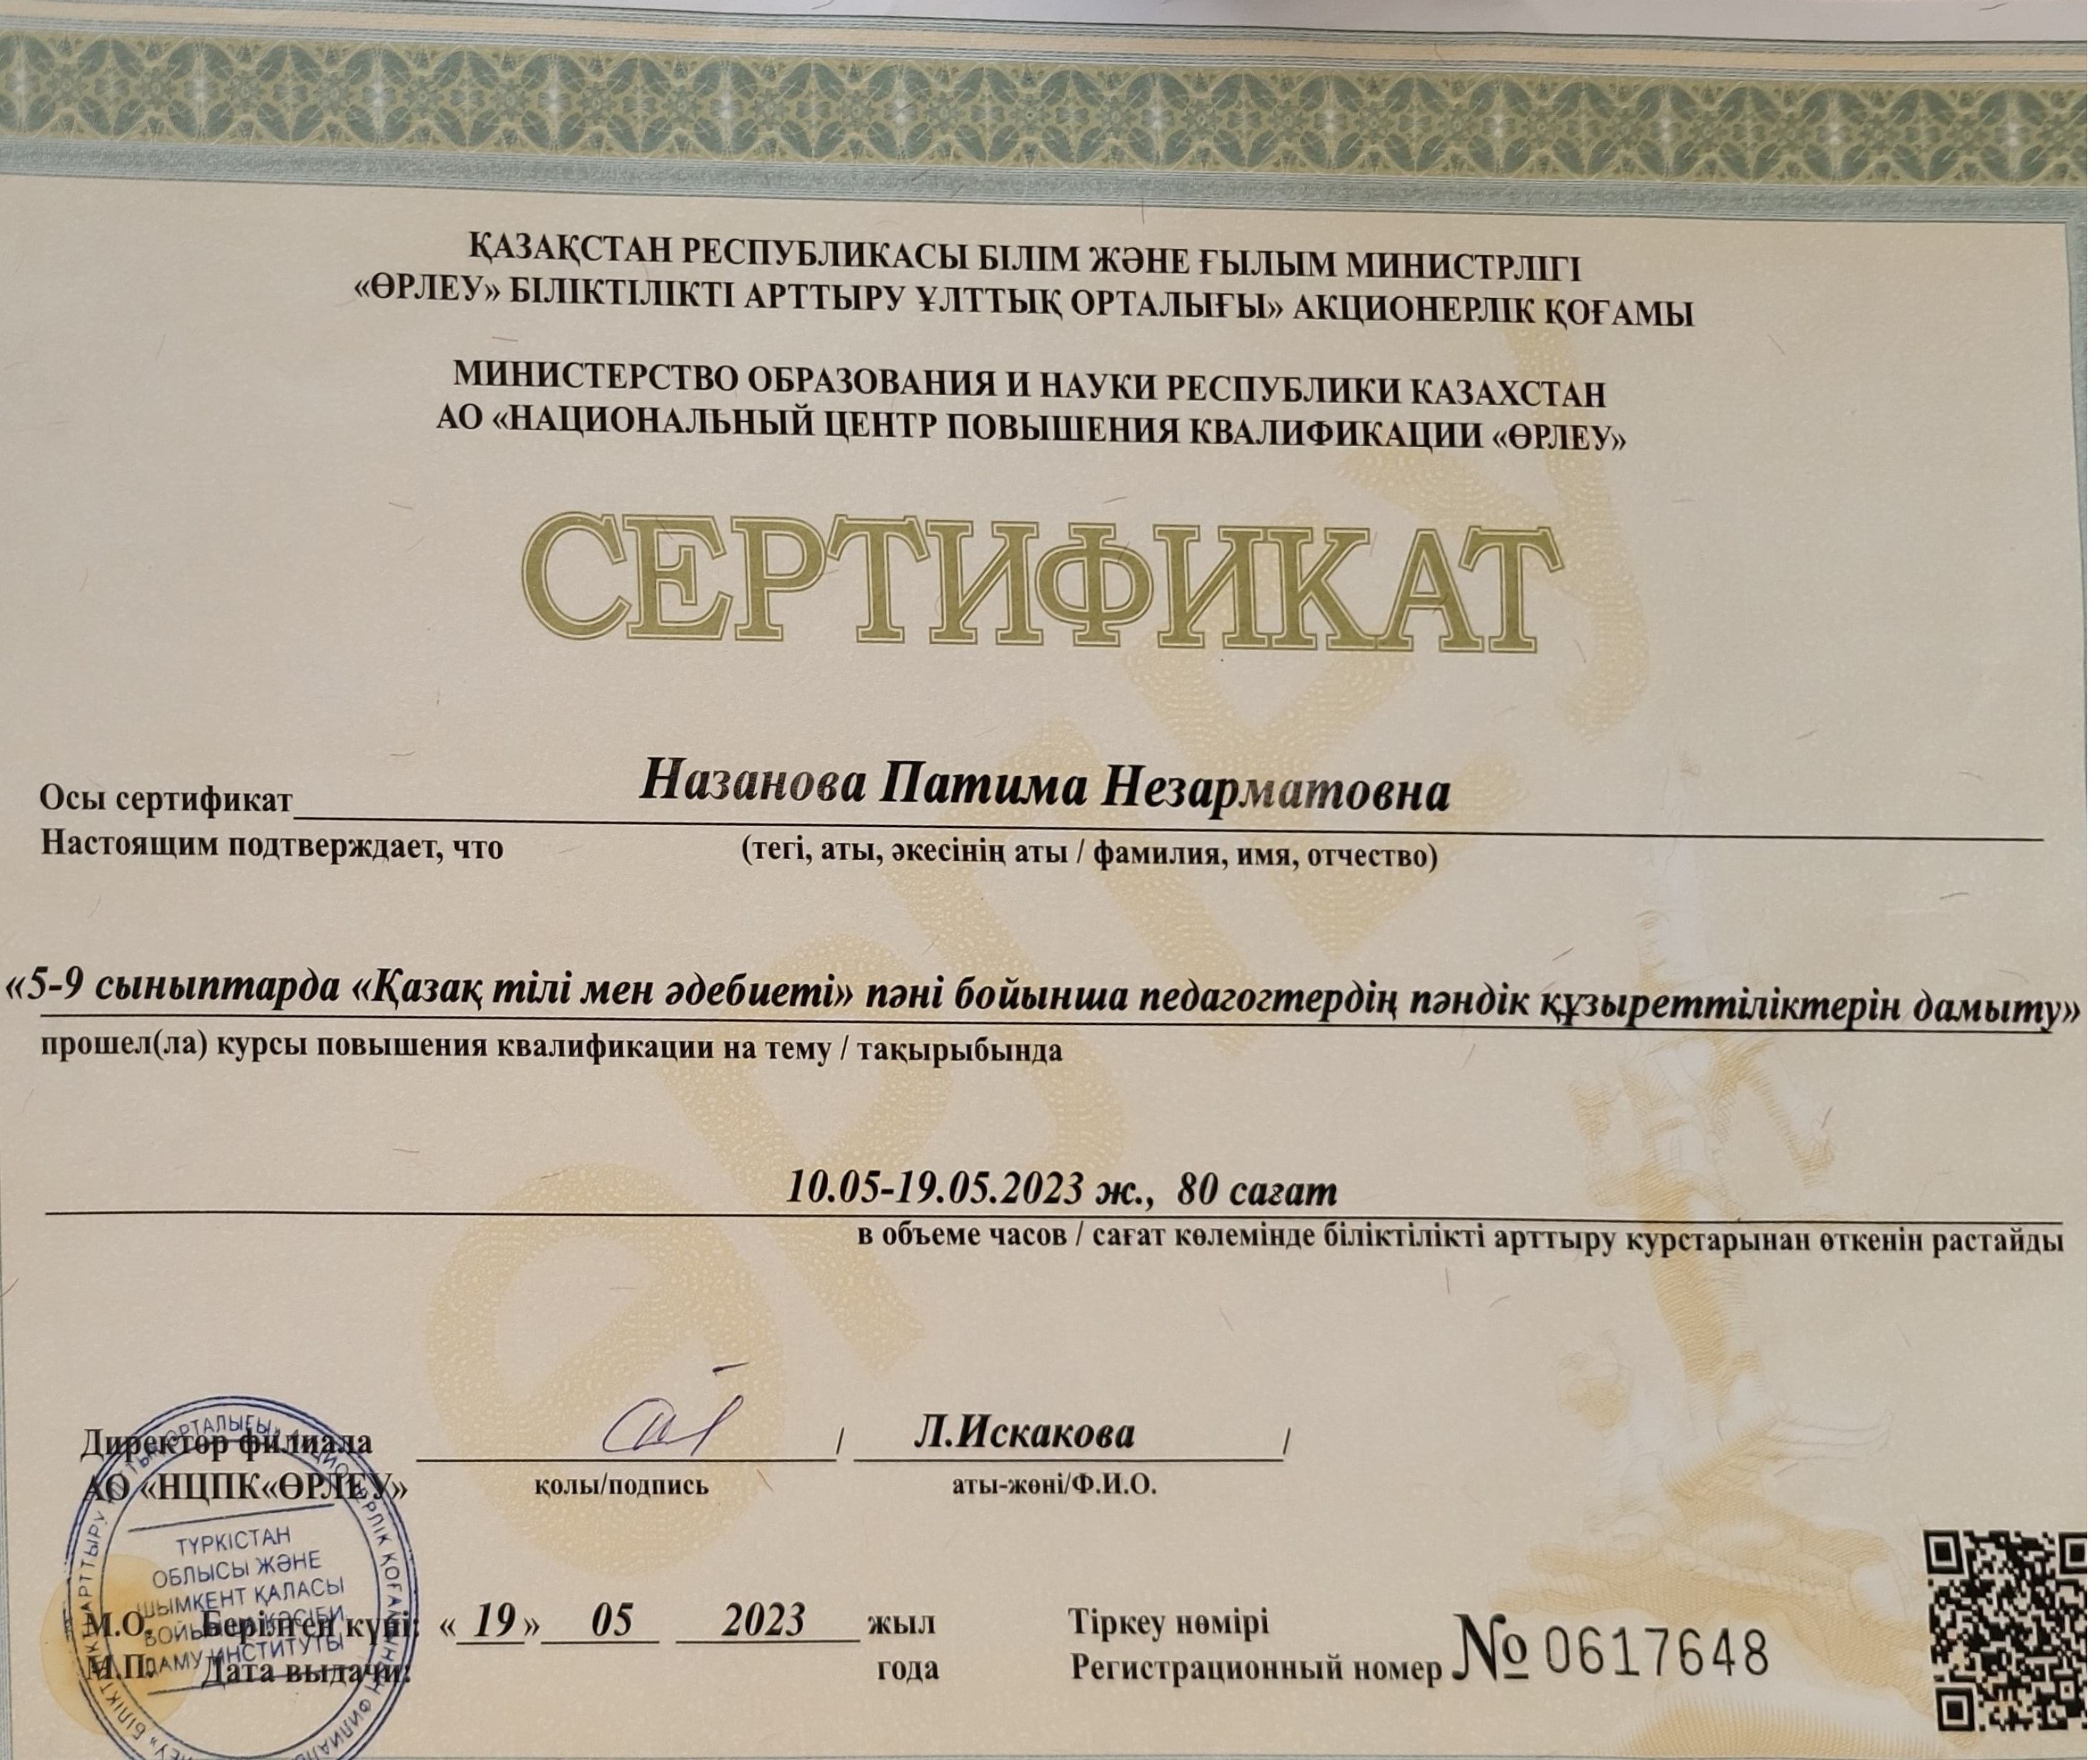 ҚАЗАҚСТАН РЕСПУБЛИКАСЫ БІЛІМ ЖӘНЕ ҒЫЛЫМ МИНИСТРЛІГІ
«ӨРЛЕУ» БІЛІКТІЛІКТІ АРТТЫРУ ҰЛТТЫҚ ОРТАЛЫҒЫ» АКЦИОНЕРЛІК ҚОҒАМЫ
МИНИСТЕРСТВО ОБРАЗОВАНИЯ И НАУКИ РЕСПУБЛИКИ КАЗАХСТАН
АО «НАЦИОНАЛЬНЫЙ ЦЕНТР ПОВЫШЕНИЯ КВАЛИФИКАЦИИ «ӨРЛЕУ»
СЕРТИФИКАТ
Осы сертификат Назанова Патима Незарматовна
Настоящим подтверждает, что (тегі, аты, әкесінің аты / фамилия, имя, отчество)
«5-9 сыныптарда «Қазақ тілі мен әдебиеті» пәні бойынша педагогтердің пәндік құзыреттіліктерін дамыту»
прошел(ла) курсы повышения квалификации на тему / тақырыбында
10.05-19.05.2023 ж., 80 сағат
в объеме часов / сағат көлемінде біліктілікті арттыру курстарынан өткенін растайды
Директор филиала / Л.Искакова /
АО «НЦПК«ӨРЛЕУ» қолы/подпись аты-жөні/Ф.И.О.
ТҮРКІСТАН
ОБЛЫСЫ ЖӘНЕ
ШЫМКЕНТ ҚАЛАСЫ
БОЙЫНША КӘСІБИ
ДАМУ ИНСТИТУТЫ
М.О. Берілген күні: «19» 05 2023 жыл Тіркеу нөмірі
М.П. Дата выдачи: года Регистрационный номер № 0617648
өрлеу